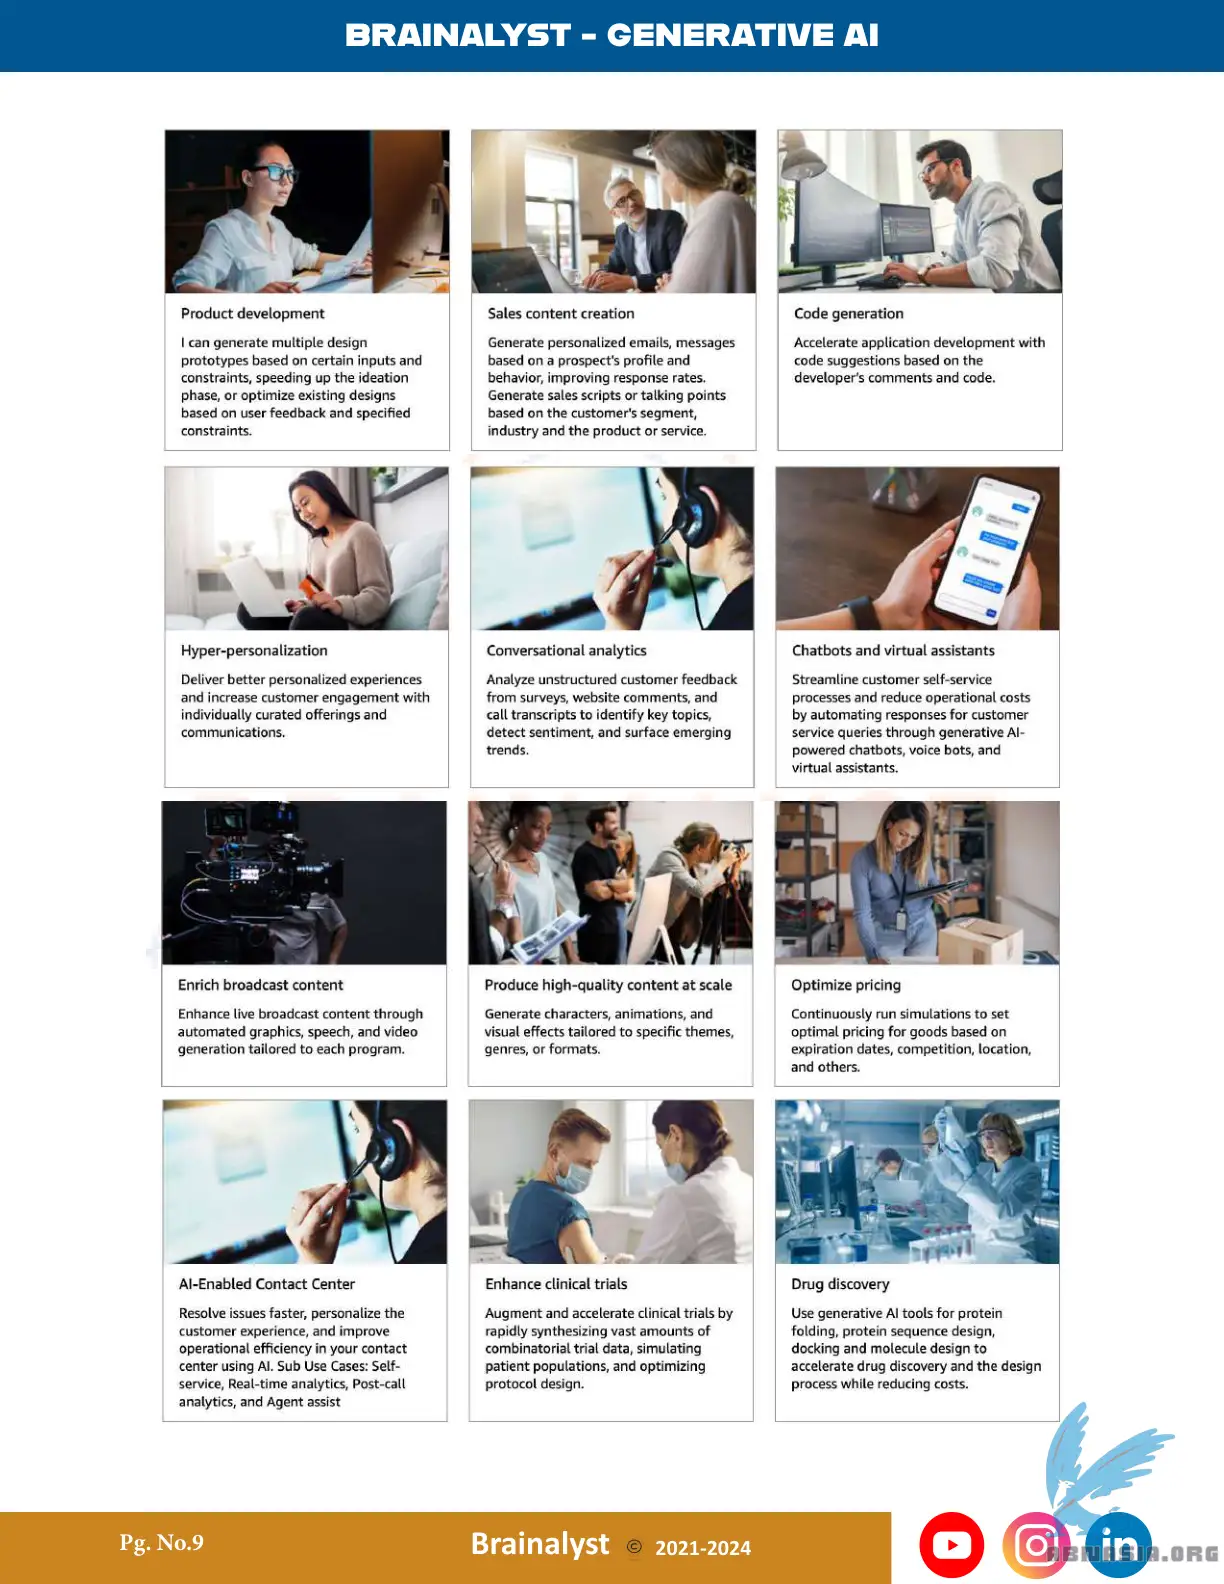 BRAINALYST - GENERATIVE AI
Product development
I can generate multiple design
prototypes based on certain inputs and
constraints, speeding up the ideation
phase, or optimize existing designs
based on user feedback and specified
constraints.
Sales content creation
Generate personalized emails, messages
based on a prospect's profile and
behavior, improving response rates.
Generate sales scripts or talking points
based on the customer's segment,
industry and the product or service.
Code generation
Accelerate application development with
code suggestions based on the
developer's comments and code.
Hyper-personalization
Deliver better personalized experiences
and increase customer engagement with
individually curated offerings and
communications.
Conversational analytics
Analyze unstructured customer feedback
from surveys, website comments, and
call transcripts to identify key topics,
detect sentiment, and surface emerging
trends.
Chatbots and virtual assistants
Streamline customer self-service
processes and reduce operational costs
by automating responses for customer
service queries through generative AI-
powered chatbots, voice bots, and
virtual assistants.
Enrich broadcast content
Enhance live broadcast content through
automated graphics, speech, and video
generation tailored to each program.
Produce high-quality content at scale
Generate characters, animations, and
visual effects tailored to specific themes,
genres, or formats.
Optimize pricing
Continuously run simulations to set
optimal pricing for goods based on
expiration dates, competition, location,
and others.
AI-Enabled Contact Center
Resolve issues faster, personalize the
customer experience, and improve
operational efficiency in your contact
center using AI. Sub Use Cases: Self-
service, Real-time analytics, Post-call
analytics, and Agent assist
Enhance clinical trials
Augment and accelerate clinical trials by
rapidly synthesizing vast amounts of
combinatorial trial data, simulating
patient populations, and optimizing
protocol design.
Drug discovery
Use generative AI tools for protein
folding, protein sequence design,
docking and molecule design to
accelerate drug discovery and the design
process while reducing costs.
Pg. No.9
Brainalyst © 2021-2024
in